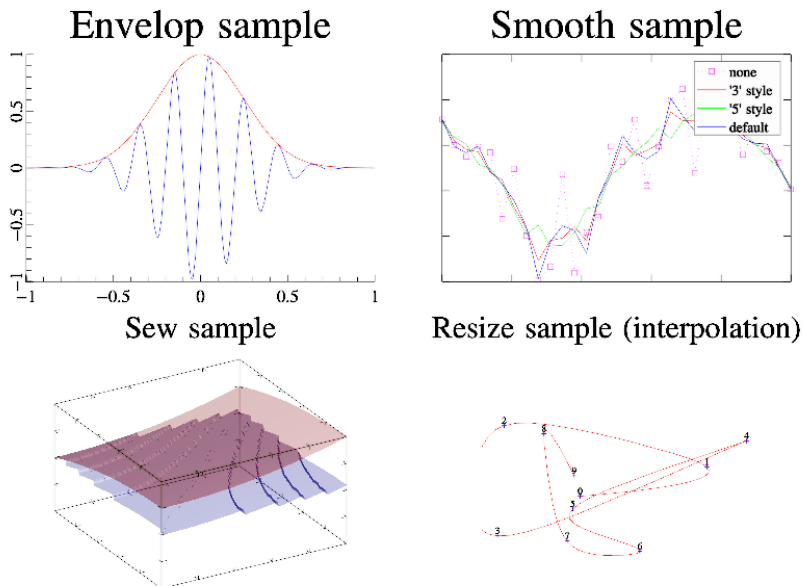 Envelop sample
Smooth sample
1
0.5
0
−0.5
−1
−1
−0.5
0
0.5
1
none
'3' style
'5' style
default
Sew sample
Resize sample (interpolation)
2
8
4
1
9
0
5
3
7
6